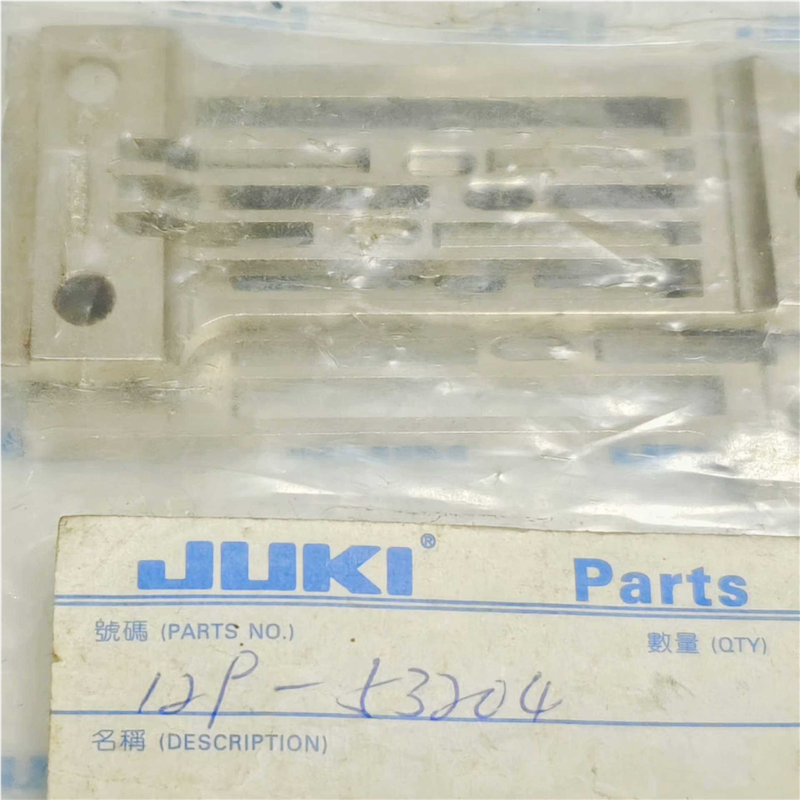 JUKI® Parts
號碼 (PARTS NO.) 數量 (QTY)
12P-53204
名稱 (DESCRIPTION)